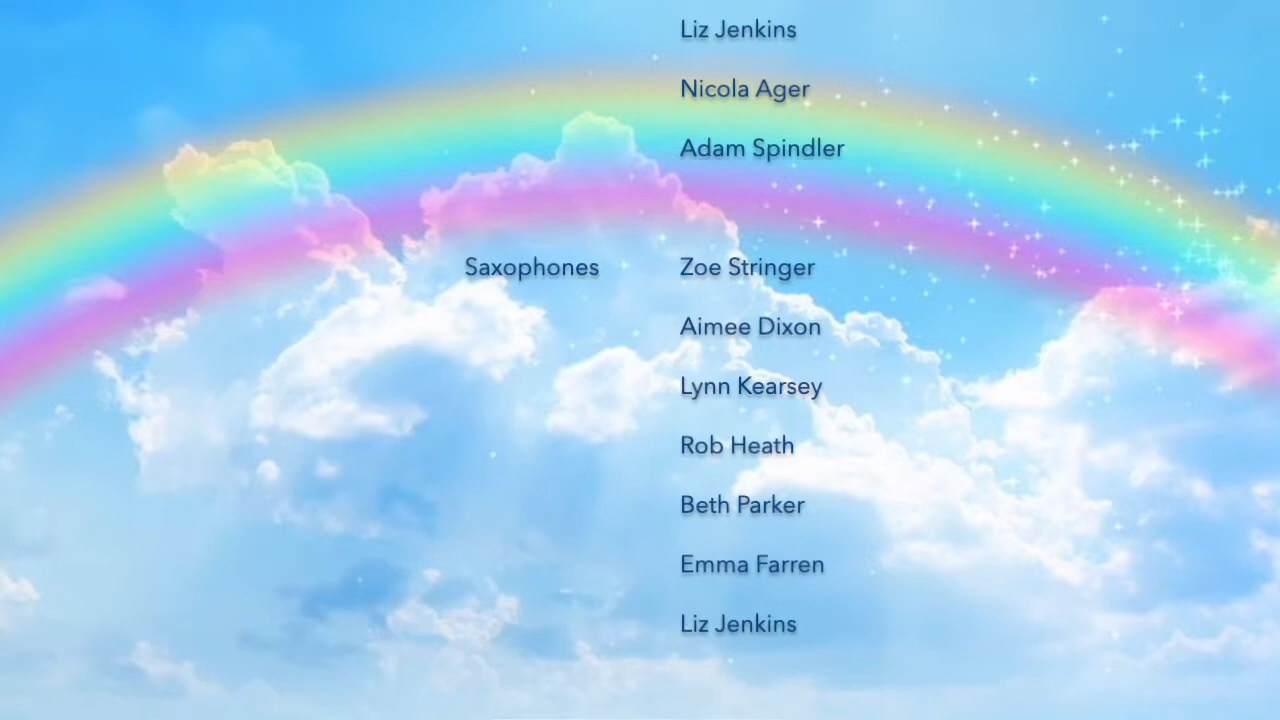 Liz Jenkins
Nicola Ager
Adam Spindler
Saxophones Zoe Stringer
Aimee Dixon
Lynn Kearsey
Rob Heath
Beth Parker
Emma Farren
Liz Jenkins